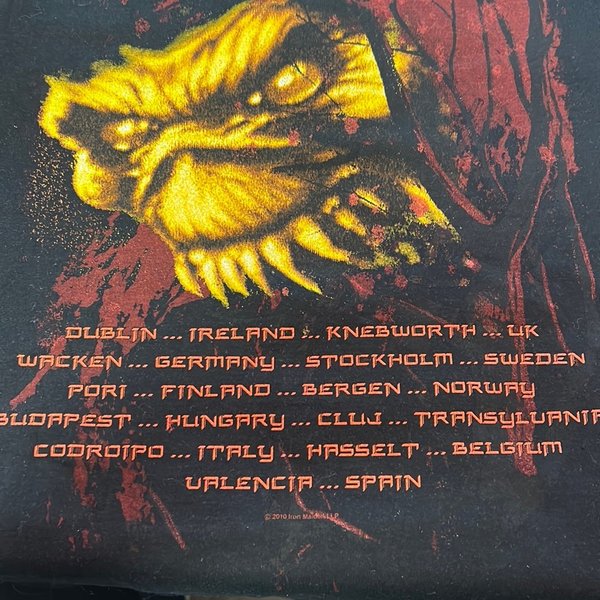 DUBLIN ... IRELAND ... KNEBWORTH ... UK
WACKEN ... GERMANY ... STOCKHOLM ... SWEDEN
PORI ... FINLAND ... BERGEN ... NORWAY
BUDAPEST ... HUNGARY ... CLUJ ... TRANSYLVANIA
CODROIPO ... ITALY ... HASSELT ... BELGIUM
VALENCIA ... SPAIN
© 2010 Iron Maiden LLP